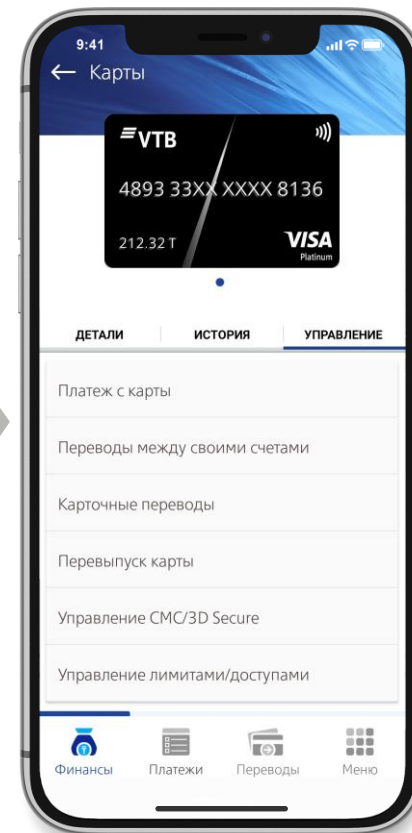 9:41
Карты
VTB
4893 33XX XXXX 8136
212.32 T
VISA
Platinum
ДЕТАЛИ ИСТОРИЯ УПРАВЛЕНИЕ
Платеж с карты
Переводы между своими счетами
Карточные переводы
Перевыпуск карты
Управление СМС/3D Secure
Управление лимитами/доступами
Финансы Платежи Переводы Меню